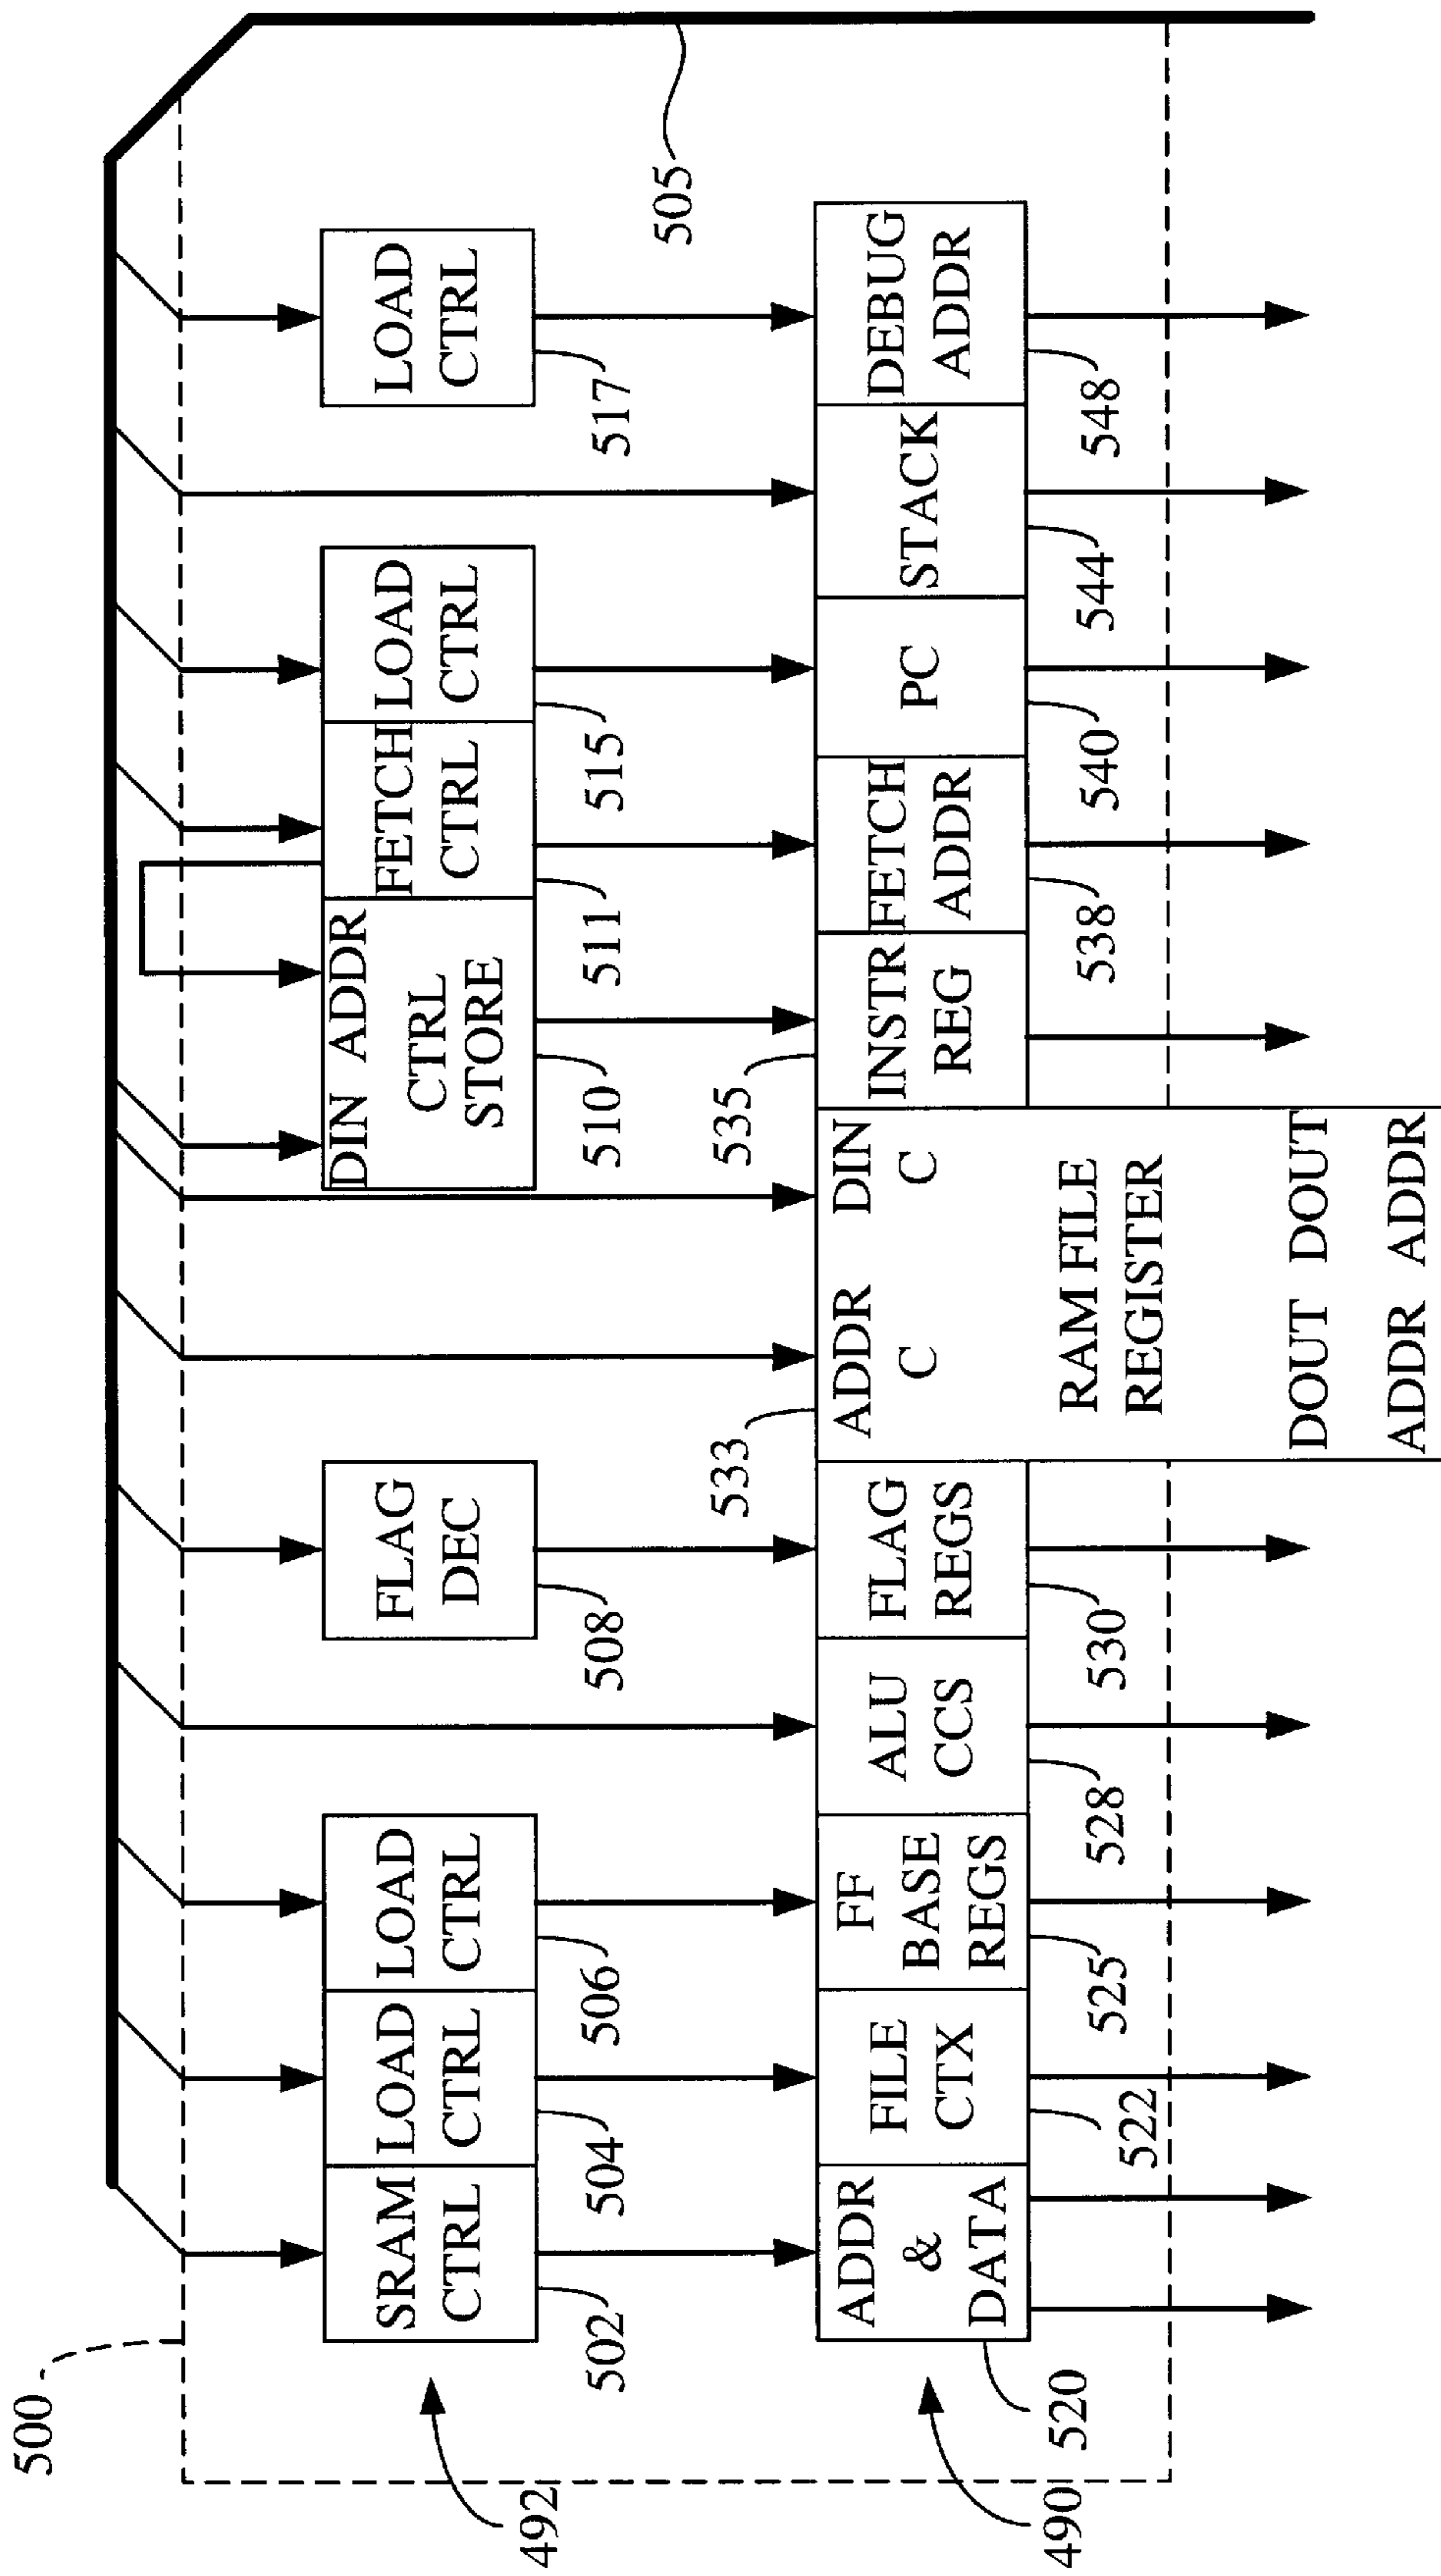 500
492
SRAM
CTRL
502
LOAD
CTRL
504
LOAD
CTRL
506
FLAG
DEC
508
DIN ADDR
CTRL
STORE
510
FETCH
CTRL
511
LOAD
CTRL
515
LOAD
CTRL
517
505
490
ADDR
&
DATA
520
FILE
CTX
522
FF
BASE
REGS
525
ALU
CCS
528
FLAG
REGS
530
533
ADDR DIN
C C
RAM FILE
REGISTER
DOUT DOUT
ADDR ADDR
535
INSTR
REG
FETCH
ADDR
538
PC
540
STACK
544
DEBUG
ADDR
548